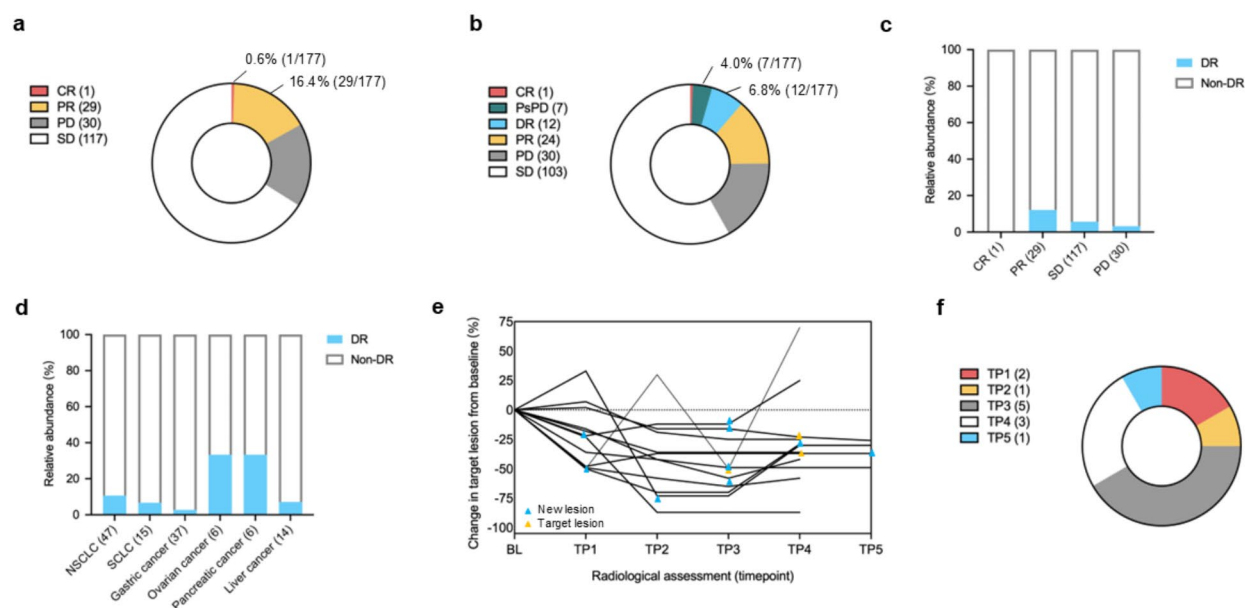 a
0.6% (1/177)
16.4% (29/177)
CR (1)
PR (29)
PD (30)
SD (117)
b
4.0% (7/177)
6.8% (12/177)
CR (1)
PsPD (7)
DR (12)
PR (24)
PD (30)
SD (103)
c
Relative abundance (%)
100
80
60
40
20
0
CR (1)
PR (29)
SD (117)
PD (30)
DR
Non-DR
d
Relative abundance (%)
100
80
60
40
20
0
NSCLC (47)
SCLC (15)
Gastric cancer (37)
Ovarian cancer (6)
Pancreatic cancer (6)
Liver cancer (14)
DR
Non-DR
e
Change in target lesion from baseline (%)
75
50
25
0
-25
-50
-75
-100
New lesion
Target lesion
BL
TP1
TP2
TP3
TP4
TP5
Radiological assessment (timepoint)
f
TP1 (2)
TP2 (1)
TP3 (5)
TP4 (3)
TP5 (1)